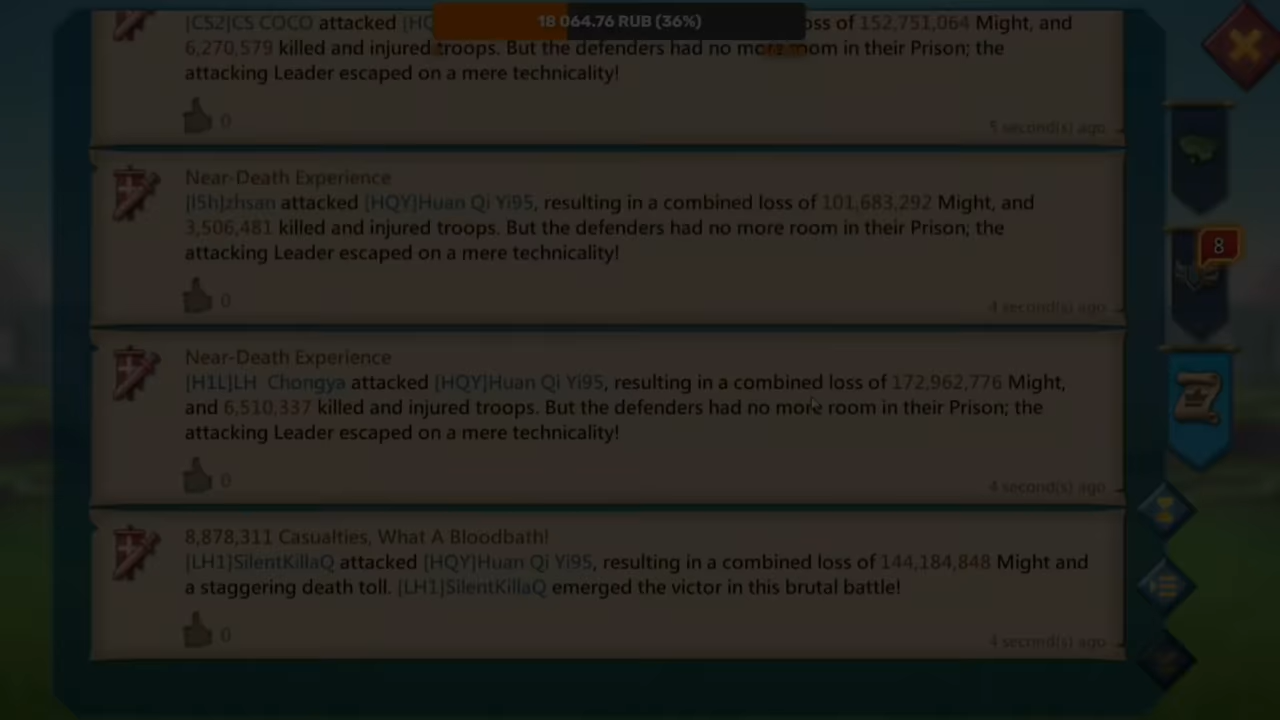 [CS2]CS COCO attacked [HQ
18 064.76 RUB (36%)
loss of 152,751,064 Might, and
6,270,579 killed and injured troops. But the defenders had no more room in their Prison; the
attacking Leader escaped on a mere technicality!
0
5 second(s) ago
Near-Death Experience
[I5h]zhsan attacked [HQY]Huan Qi Yi95, resulting in a combined loss of 101,683,292 Might, and
3,506,481 killed and injured troops. But the defenders had no more room in their Prison; the
attacking Leader escaped on a mere technicality!
8
0
4 second(s) ago
Near-Death Experience
[H1L]LH Chongya attacked [HQY]Huan Qi Yi95, resulting in a combined loss of 172,962,776 Might,
and 6,510,337 killed and injured troops. But the defenders had no more room in their Prison; the
attacking Leader escaped on a mere technicality!
0
4 second(s) ago
8,878,311 Casualties, What A Bloodbath!
[LH1]SilentKillaQ attacked [HQY]Huan Qi Yi95, resulting in a combined loss of 144,184,848 Might and
a staggering death toll. [LH1]SilentKillaQ emerged the victor in this brutal battle!
0
4 second(s) ago